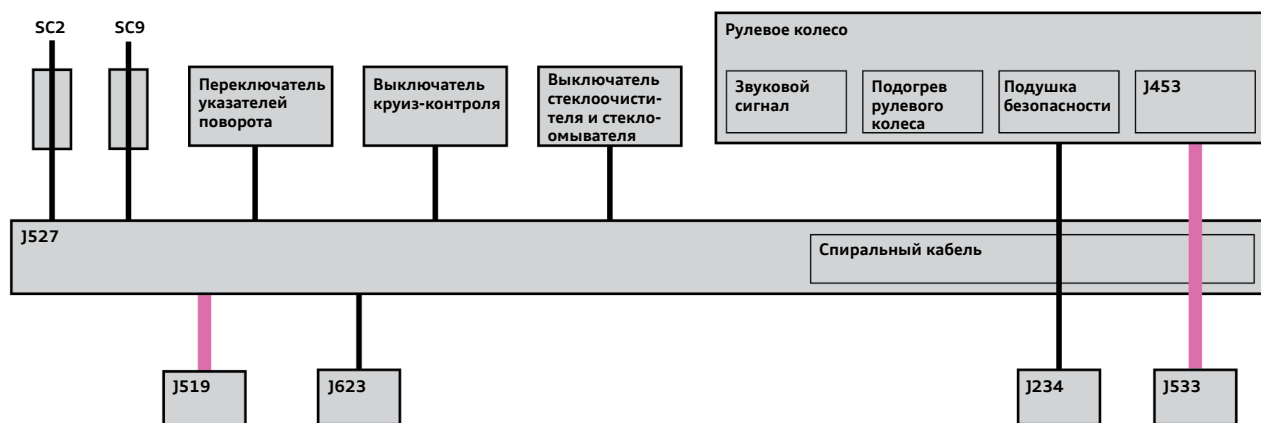 SC2
SC9
Переключатель
указателей
поворота
Выключатель
круиз-контроля
Выключатель
стеклоочисти-
теля и стекло-
омывателя
Рулевое колесо
Звуковой
сигнал
Подогрев
рулевого
колеса
Подушка
безопасности
J453
J527
Спиральный кабель
J519
J623
J234
J533